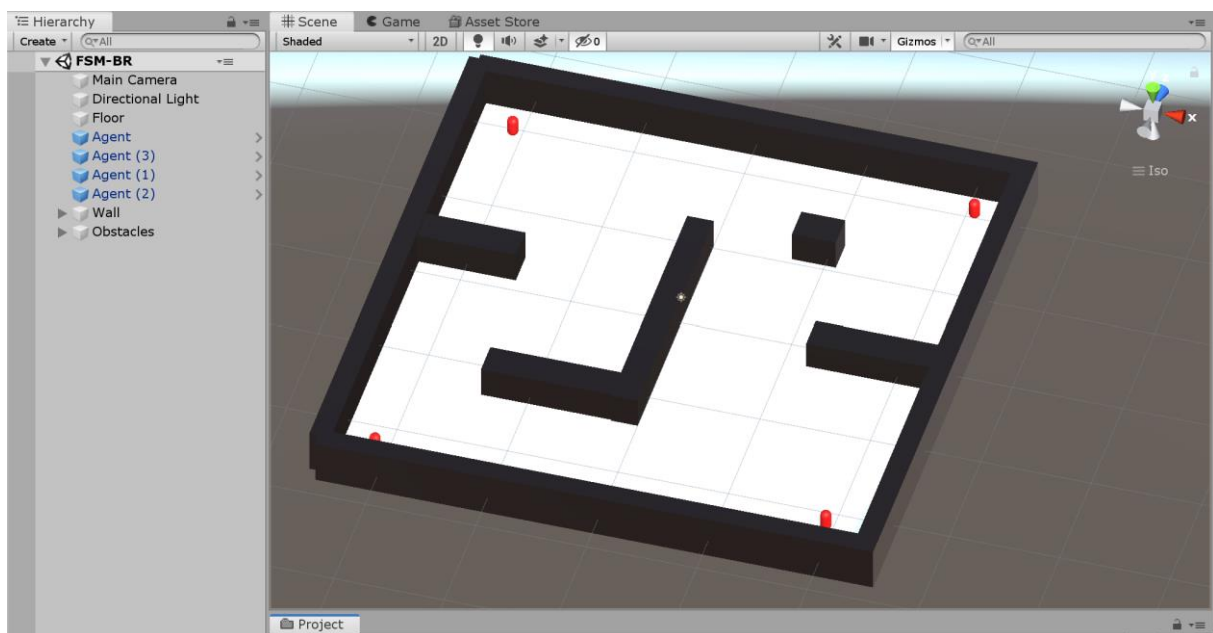 Hierarchy
Create
All
FSM-BR
Main Camera
Directional Light
Floor
Agent
Agent (3)
Agent (1)
Agent (2)
Wall
Obstacles
Scene
Game
Asset Store
Shaded
2D
0
Gizmos
All
x
Iso
Project